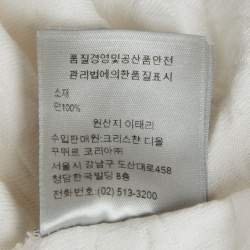 품질경영및공산품안전
관리법에의한품질표시
소재
면100%
원산지 이태리
수입판매원·크리스챤 디올
꾸뛰르 코리아㈜
서울시 강남구 도산대로458
청담한국빌딩 8층
전화번호 : 02) 513-3200